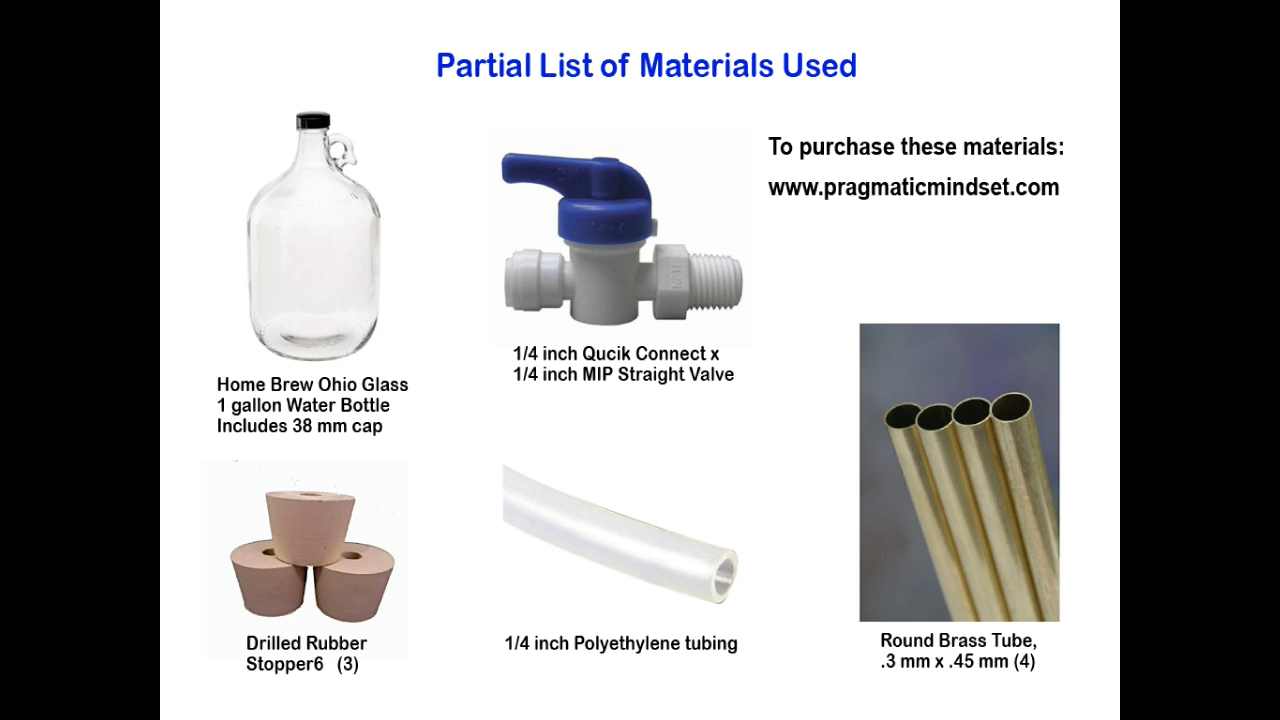 Partial List of Materials Used
To purchase these materials:
www.pragmaticmindset.com
1/4 inch Qucik Connect x
1/4 inch MIP Straight Valve
Home Brew Ohio Glass
1 gallon Water Bottle
Includes 38 mm cap
Drilled Rubber
Stopper6 (3)
1/4 inch Polyethylene tubing
Round Brass Tube,
.3 mm x .45 mm (4)